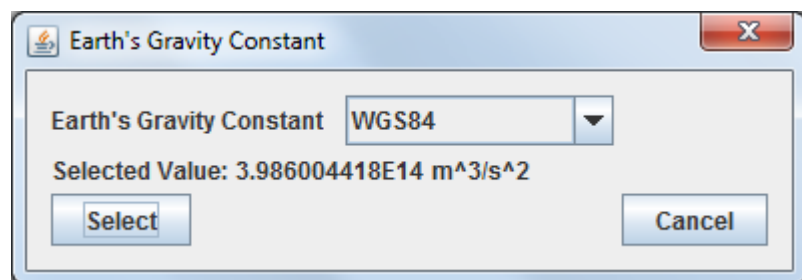 Earth's Gravity Constant
Earth's Gravity Constant WGS84
Selected Value: 3.986004418E14 m^3/s^2
Select Cancel